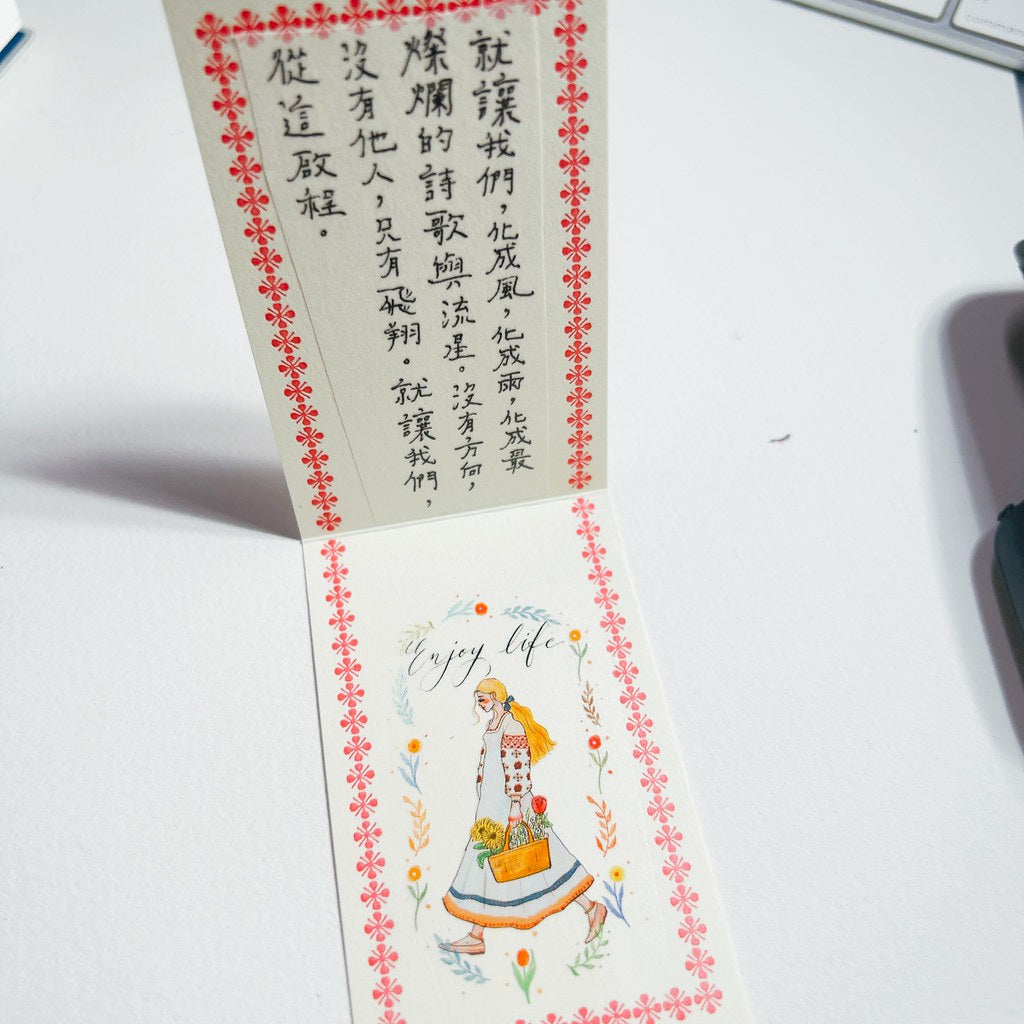 就讓我們，化成風，化成雨，化成最
燦爛的詩歌與流星。沒有方向，
沒有他人，只有飛翔。就讓我們，
從這啟程。
Enjoy life